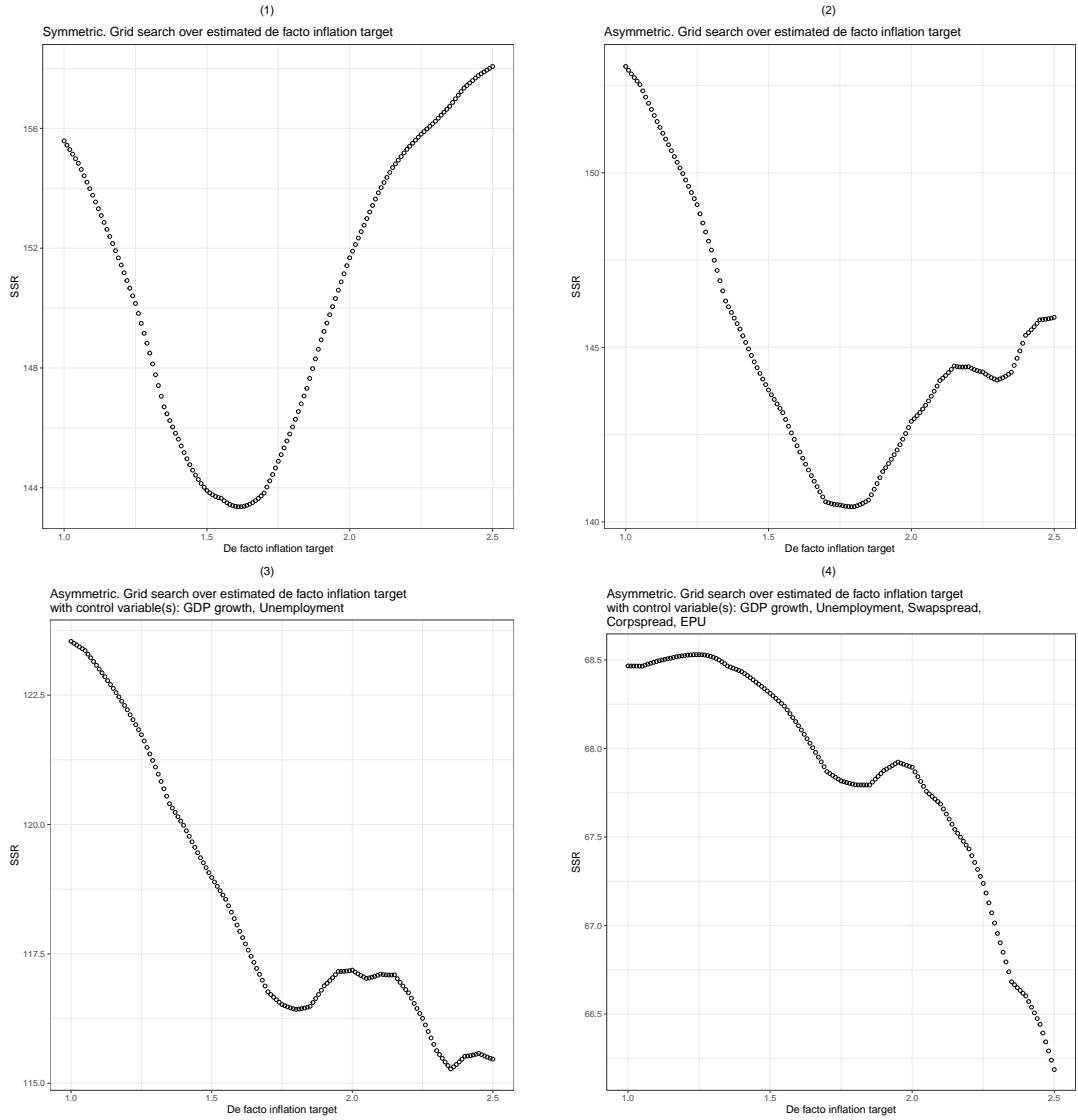 (1)
Symmetric. Grid search over estimated de facto inflation target
156
152
148
144
SSR
1.0
1.5
2.0
2.5
De facto inflation target
(2)
Asymmetric. Grid search over estimated de facto inflation target
150
145
140
SSR
1.0
1.5
2.0
2.5
De facto inflation target
(3)
Asymmetric. Grid search over estimated de facto inflation target
with control variable(s): GDP growth, Unemployment
122.5
120.0
117.5
115.0
SSR
1.0
1.5
2.0
2.5
De facto inflation target
(4)
Asymmetric. Grid search over estimated de facto inflation target
with control variable(s): GDP growth, Unemployment, Swapspread,
Corpspread, EPU
68.5
68.0
67.5
67.0
66.5
SSR
1.0
1.5
2.0
2.5
De facto inflation target